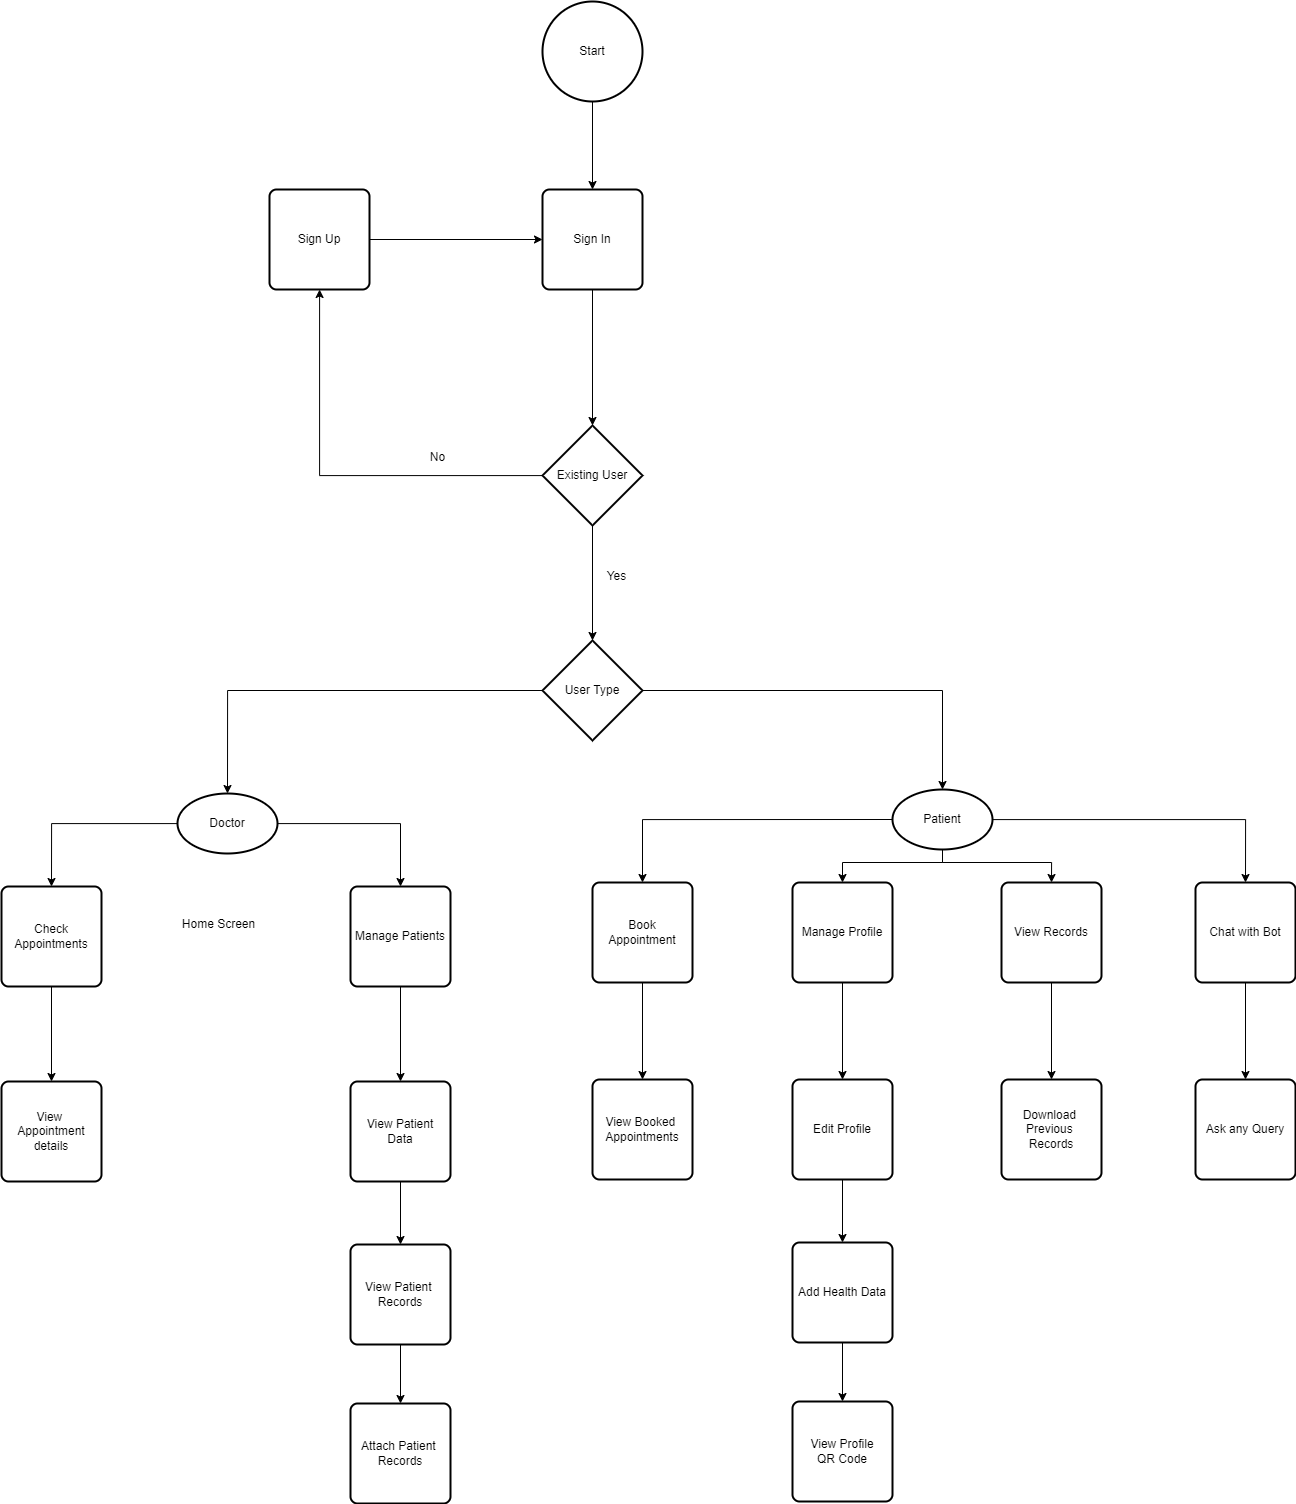 Start
Sign Up
Sign In
No
Existing User
Yes
User Type
Doctor
Patient
Check
Appointments
Home Screen
Manage Patients
Book
Appointment
Manage Profile
View Records
Chat with Bot
View
Appointment
details
View Patient
Data
View Booked
Appointments
Edit Profile
Download
Previous
Records
Ask any Query
View Patient
Records
Add Health Data
Attach Patient
Records
View Profile
QR Code